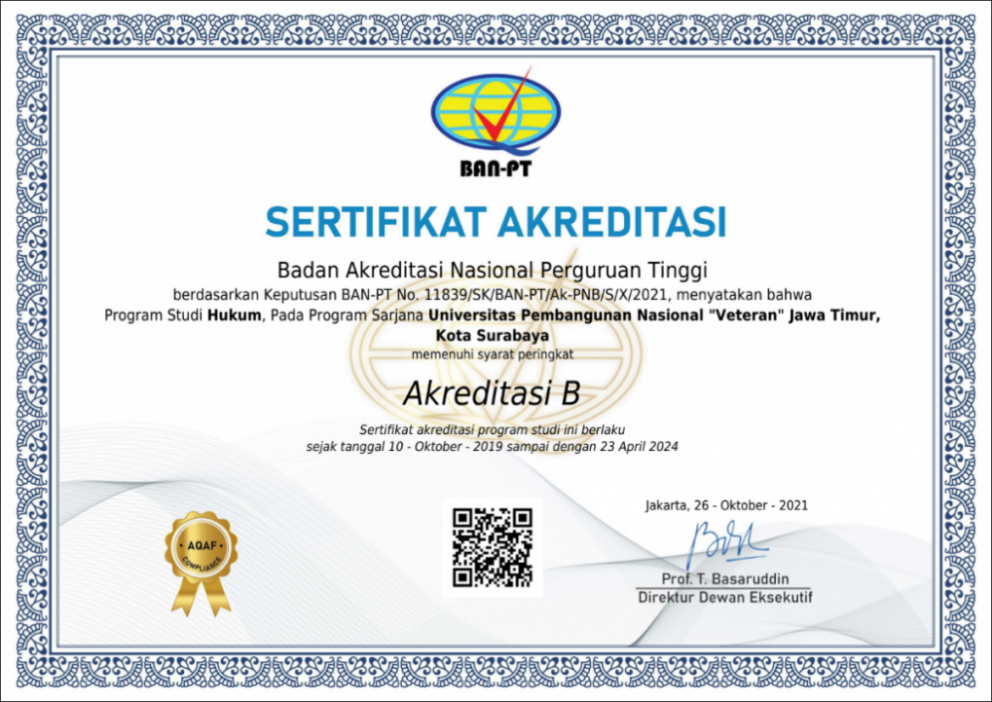 BAN-PT
SERTIFIKAT AKREDITASI
Badan Akreditasi Nasional Perguruan Tinggi
berdasarkan Keputusan BAN-PT No. 11839/SK/BAN-PT/Ak-PNB/S/X/2021, menyatakan bahwa
Program Studi Hukum, Pada Program Sarjana Universitas Pembangunan Nasional "Veteran" Jawa Timur,
Kota Surabaya
memenuhi syarat peringkat
Akreditasi B
Sertifikat akreditasi program studi ini berlaku
sejak tanggal 10 - Oktober - 2019 sampai dengan 23 April 2024
Jakarta, 26 - Oktober - 2021
Prof. T. Basaruddin
Direktur Dewan Eksekutif
AQAF
COMPLIANCE